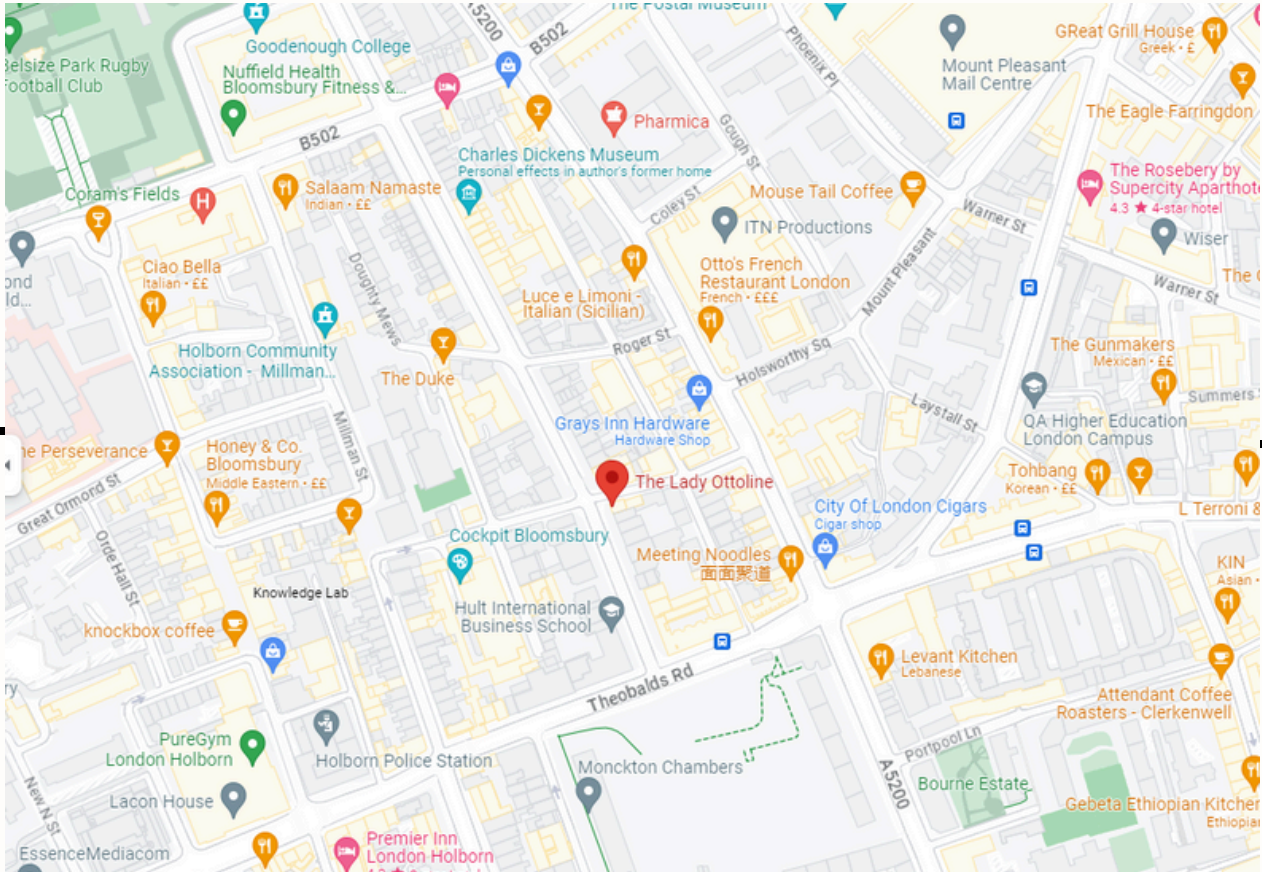 The Postal Museum
A5200
B502
Goodenough College
Belsize Park Rugby
Football Club
Nuffield Health
Bloomsbury Fitness &...
GReat Grill House
Greek · £
Mount Pleasant
Mail Centre
Phoenix Pl
The Eagle Farringdon
Pharmica
Gough St
B502
Charles Dickens Museum
Personal effects in author's former home
Coram's Fields
Salaam Namaste
Indian · ££
Mouse Tail Coffee
The Rosebery by
Supercity Aparthote
4.3 ★ 4-star hotel
Coley St
ITN Productions
Warner St
Wiser
ond
ld...
Ciao Bella
Italian · ££
Doughty Mews
Otto's French
Restaurant London
French · £££
Mount Pleasant
The
Warner St
Luce e Limoni -
Italian (Sicilian)
Roger St
Holborn Community
Association - Millman...
The Duke
Holsworthy Sq
The Gunmakers
Mexican · ££
Summers
Grays Inn Hardware
Hardware Shop
Laystall St
QA Higher Education
London Campus
Millman St
he Perseverance
Honey & Co.
Bloomsbury
Middle Eastern · ££
The Lady Ottoline
Tohbang
Korean · ££
Great Ormond St
City Of London Cigars
Cigar shop
L Terroni &
Orde Hall St
Cockpit Bloomsbury
Meeting Noodles
面面聚道
KIN
Asian ·
Knowledge Lab
Hult International
Business School
knockbox coffee
Levant Kitchen
Lebanese
Theobalds Rd
ry
Attendant Coffee
Roasters - Clerkenwell
PureGym
London Holborn
Holborn Police Station
Portpool Ln
Monckton Chambers
A5200
Bourne Estate
New N St
Lacon House
Gebeta Ethiopian Kitchen
Ethiopia
Premier Inn
London Holborn
EssenceMediacom